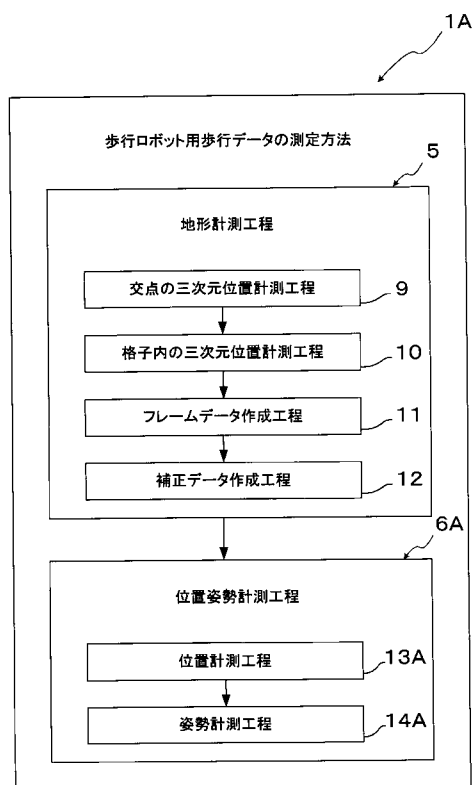 1A
歩行ロボット用歩行データの測定方法
5
地形計測工程
交点の三次元位置計測工程
9
格子内の三次元位置計測工程
10
フレームデータ作成工程
11
補正データ作成工程
12
6A
位置姿勢計測工程
位置計測工程
13A
姿勢計測工程
14A